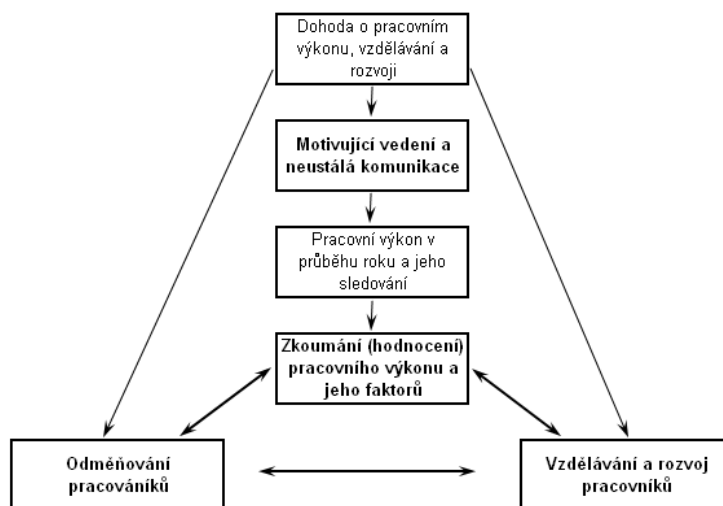 Dohoda o pracovním
výkonu, vzdělávání a
rozvoji
Motivující vedení a
neustálá komunikace
Pracovní výkon v
průběhu roku a jeho
sledování
Zkoumání (hodnocení)
pracovního výkonu a
jeho faktorů
Odměňování
pracováníků
Vzdělávání a rozvoj
pracovníků